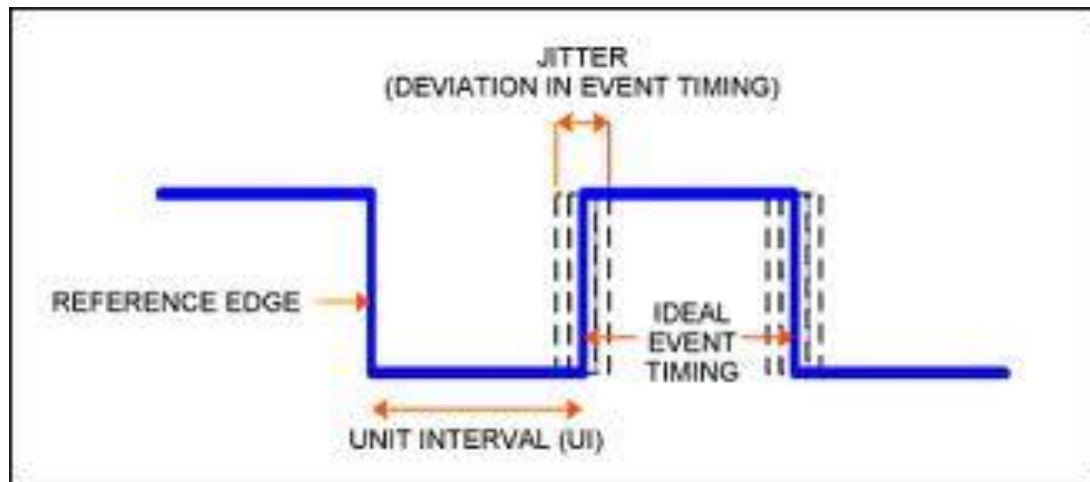 JITTER
(DEVIATION IN EVENT TIMING)
REFERENCE EDGE
IDEAL
EVENT
TIMING
UNIT INTERVAL (UI)